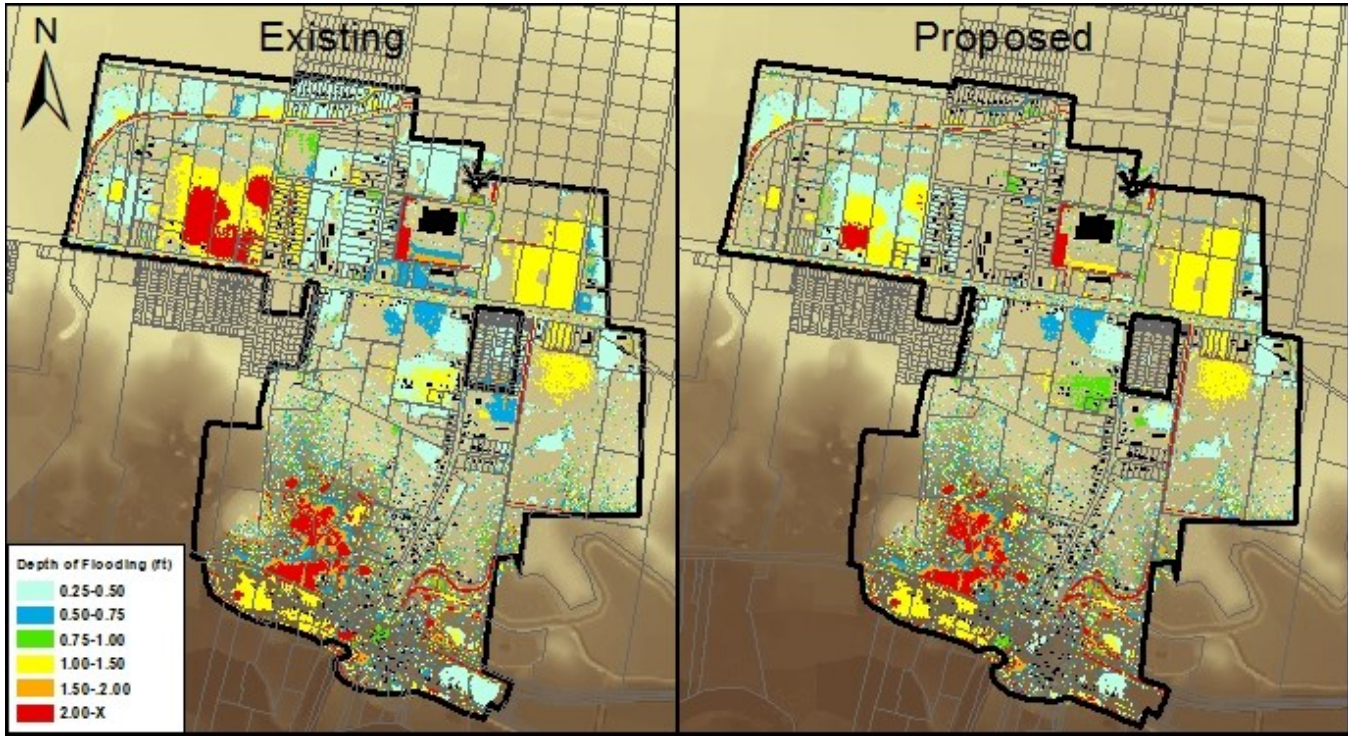 Existing
Proposed
N
Depth of Flooding (ft)
0.25-0.50
0.50-0.75
0.75-1.00
1.00-1.50
1.50-.2.00
2.00-X